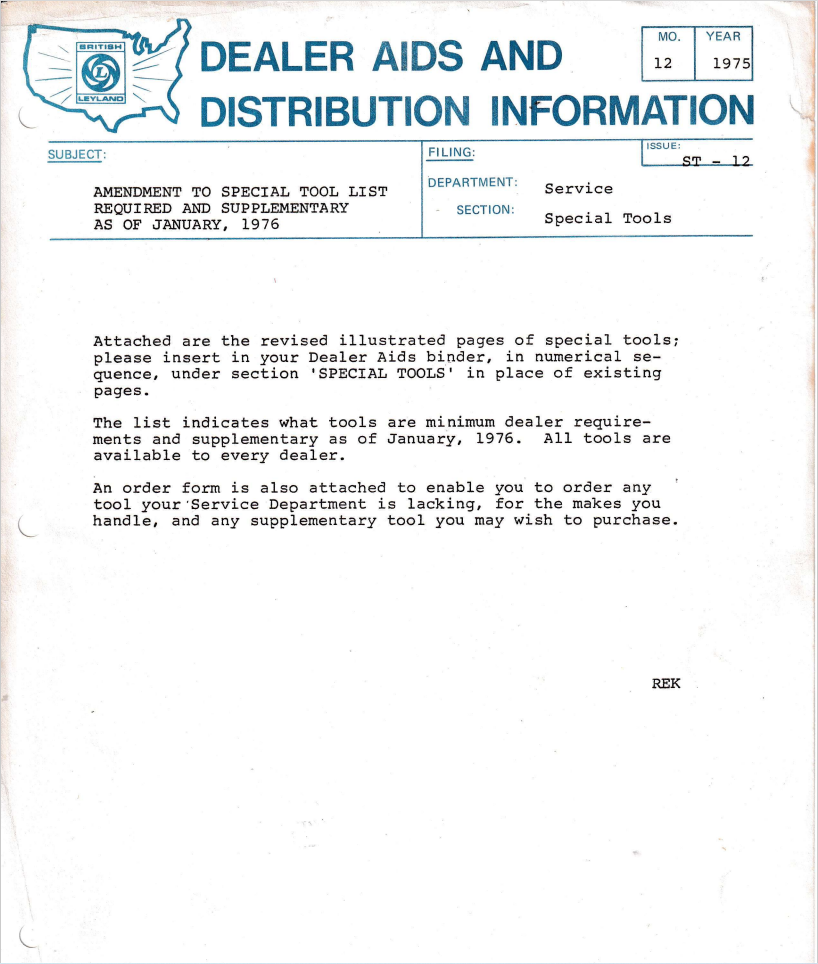 BRITISH
L
LEYLAND
DEALER AIDS AND
DISTRIBUTION INFORMATION
MO. YEAR
12 1975
SUBJECT:
AMENDMENT TO SPECIAL TOOL LIST
REQUIRED AND SUPPLEMENTARY
AS OF JANUARY, 1976
FILING:
ISSUE:
ST - 12
DEPARTMENT: Service
SECTION: Special Tools
Attached are the revised illustrated pages of special tools;
please insert in your Dealer Aids binder, in numerical se-
quence, under section 'SPECIAL TOOLS' in place of existing
pages.
The list indicates what tools are minimum dealer require-
ments and supplementary as of January, 1976. All tools are
available to every dealer.
An order form is also attached to enable you to order any
tool your Service Department is lacking, for the makes you
handle, and any supplementary tool you may wish to purchase.
REK